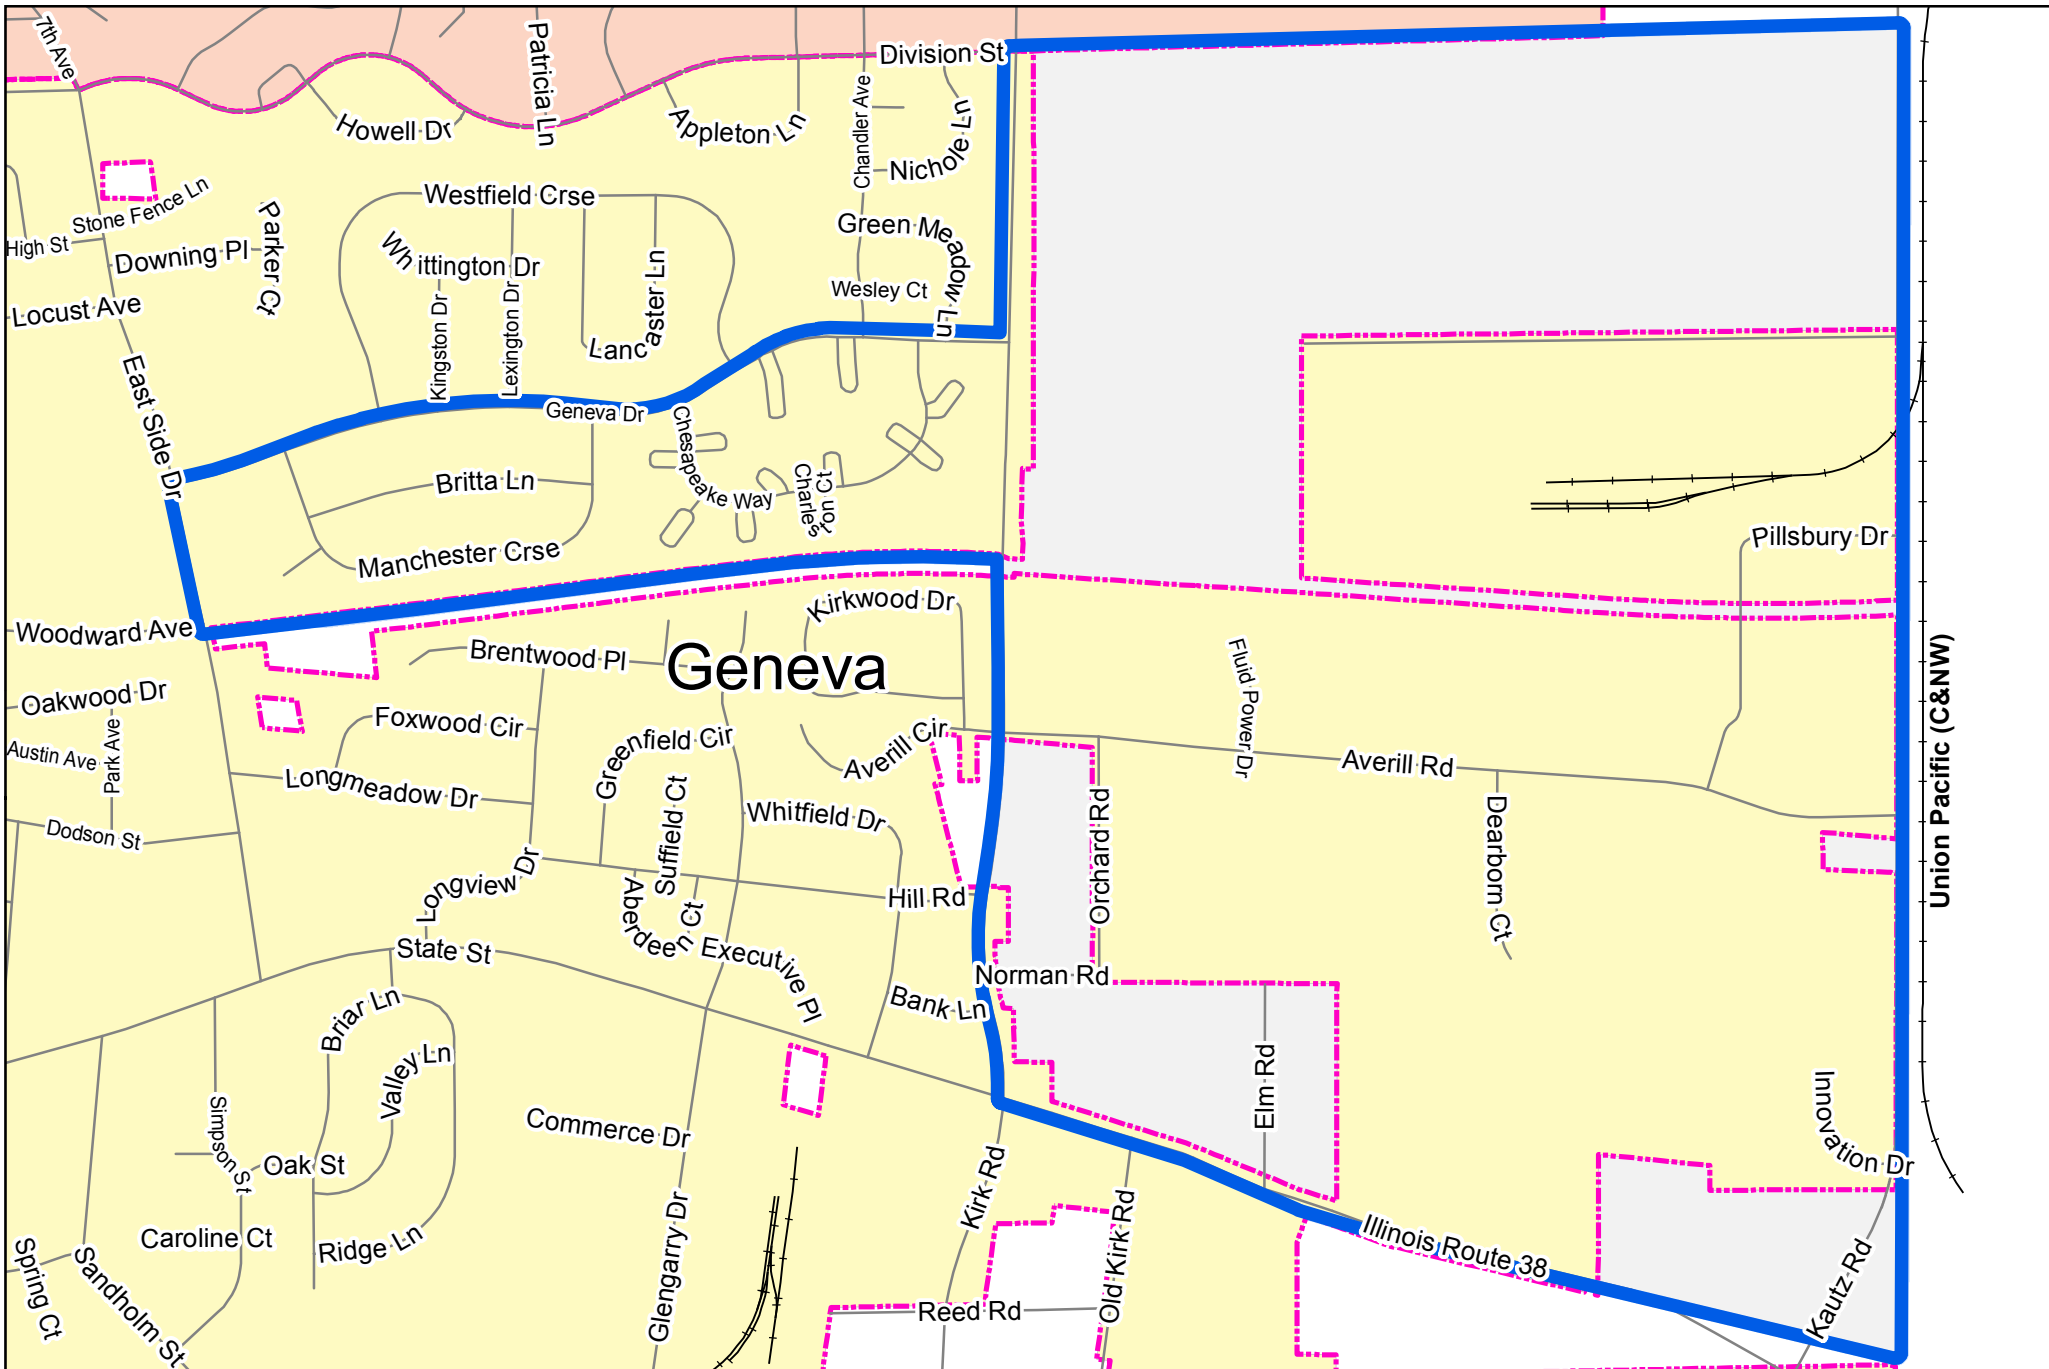 7th Ave
Patricia Ln
Division St
Howell Dr
Appleton Ln
Chandler Ave
Nichole Ln
Stone Fence Ln
Westfield Crse
Parker Ct
High St
Downing Pl
Green Meadow Ln
Whittington Dr
Wesley Ct
Locust Ave
Kingston Dr
Lexington Dr
Lancaster Ln
East Side Dr
Geneva Dr
Chesapeake Way
Britta Ln
Charleston Ct
Manchester Crse
Pillsbury Dr
Kirkwood Dr
Woodward Ave
Brentwood Pl
Geneva
Fluid Power Dr
Union Pacific (C&NW)
Oakwood Dr
Park Ave
Foxwood Cir
Greenfield Cir
Averill Cir
Austin Ave
Averill Rd
Longmeadow Dr
Suffield Ct
Whitfield Dr
Orchard Rd
Dearborn Ct
Dodson St
Longview Dr
Aberdeen Ct
Hill Rd
State St
Executive Pl
Norman Rd
Briar Ln
Bank Ln
Valley Ln
Elm Rd
Innovation Dr
Simpson St
Commerce Dr
Oak St
Kirk Rd
Old Kirk Rd
Caroline Ct
Ridge Ln
Glengarry Dr
Illinois Route 38
Kautz Rd
Spring Ct
Sandholm St
Reed Rd